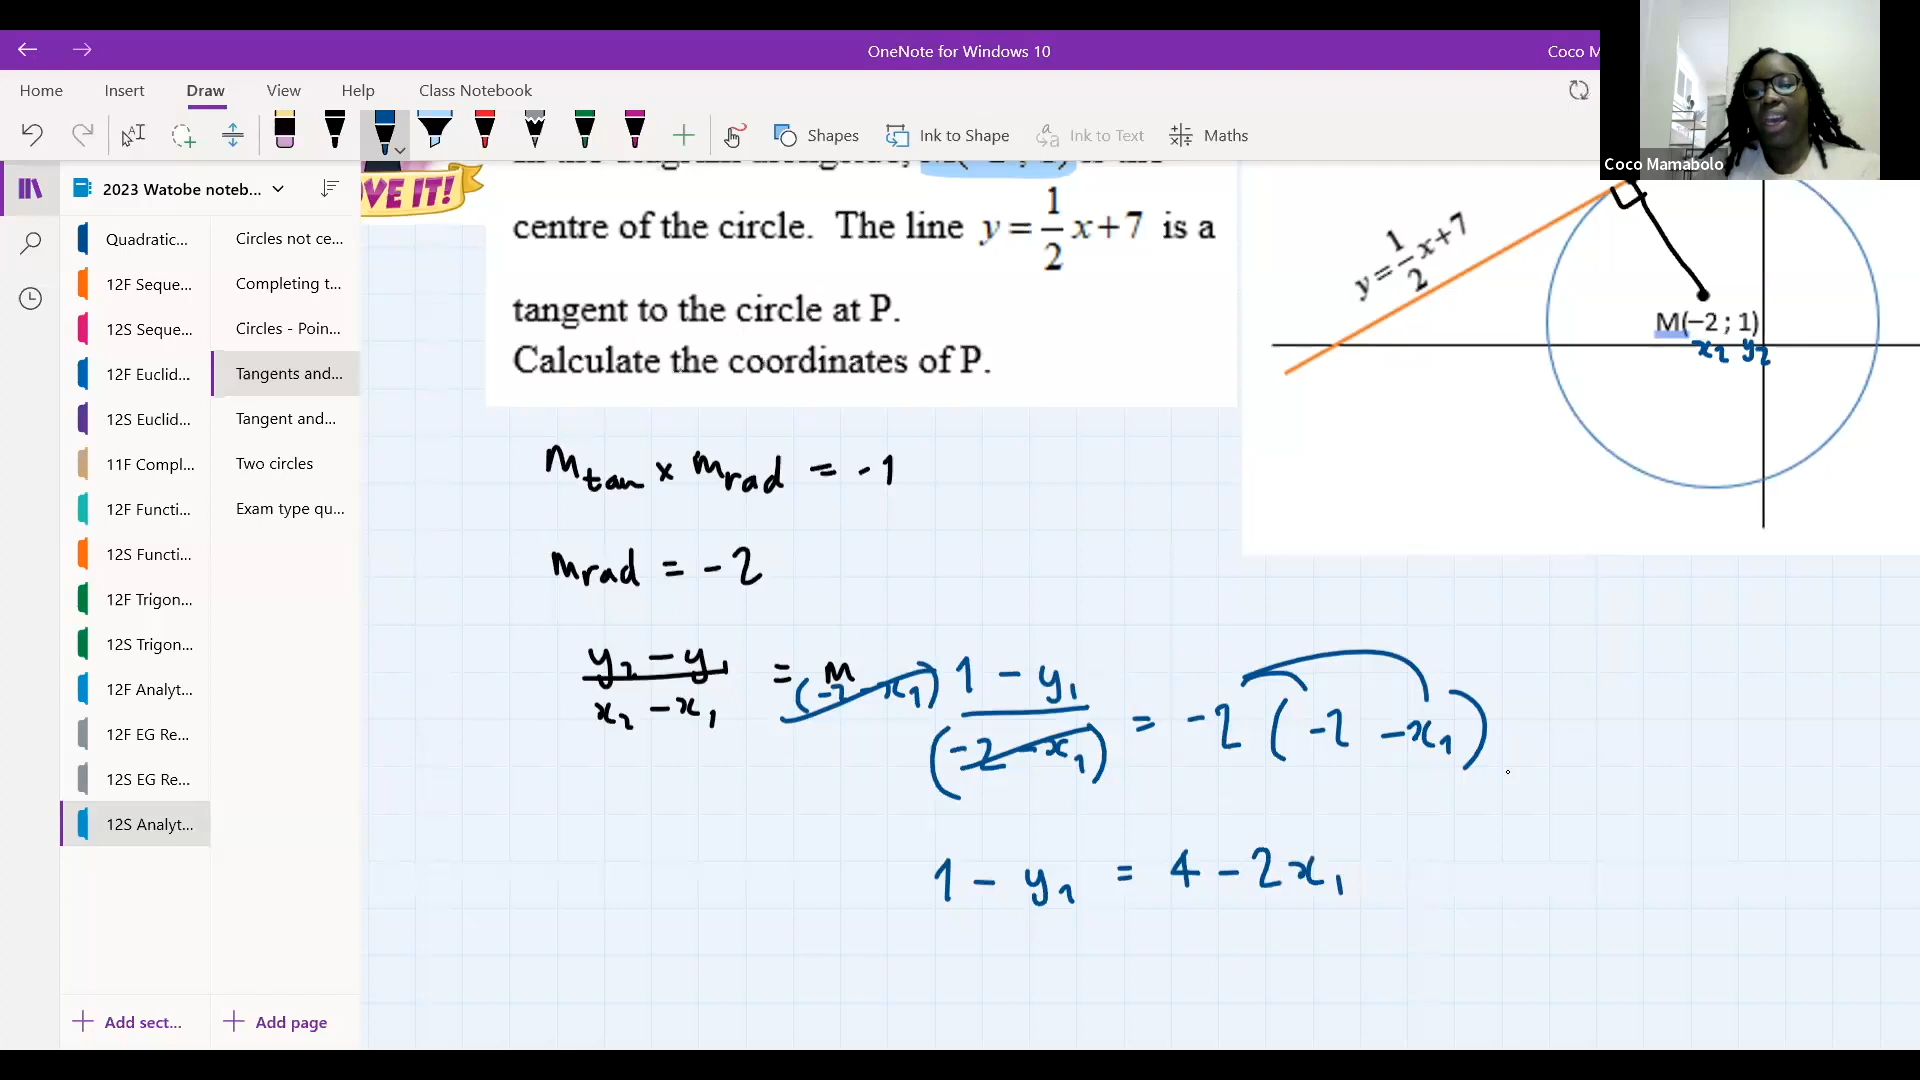 OneNote for Windows 10
Coco M
Home Insert Draw View Help Class Notebook
Shapes Ink to Shape Ink to Text Maths
Coco Mamabolo
2023 Watobe noteb...
Quadratic...
12F Seque...
12S Seque...
12F Euclid...
12S Euclid...
11F Compl...
12F Functi...
12S Functi...
12F Trigon...
12S Trigon...
12F Analyt...
12F EG Re...
12S EG Re...
12S Analyt...
Add sect...
Circles not ce...
Completing t...
Circles - Poin...
Tangents and...
Tangent and...
Two circles
Exam type qu...
Add page
VE IT!
centre of the circle. The line y = 1/2 x + 7 is a
tangent to the circle at P.
Calculate the coordinates of P.
y = 1/2 x + 7
M(−2 ; 1)
x₂ y₂
m_tan × m_rad = -1
m_rad = -2
(y₂ − y₁)/(x₂ − x₁) = m
(-2 - x₁) (1 − y₁)/(-2 - x₁) = -2 (-2 - x₁)
1 − y₁ = 4 − 2x₁